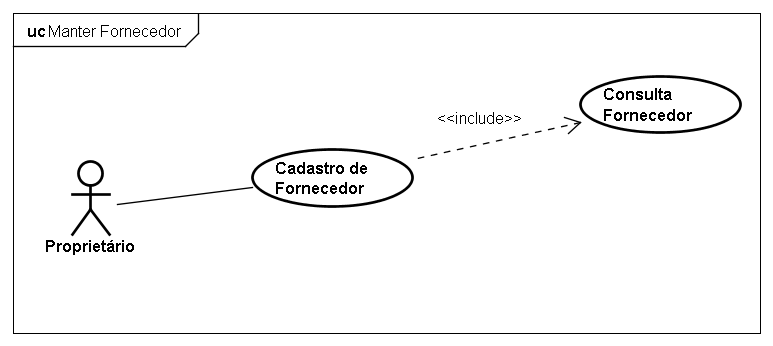 uc Manter Fornecedor
Consulta
Fornecedor
<<include>>
Cadastro de
Fornecedor
Proprietário